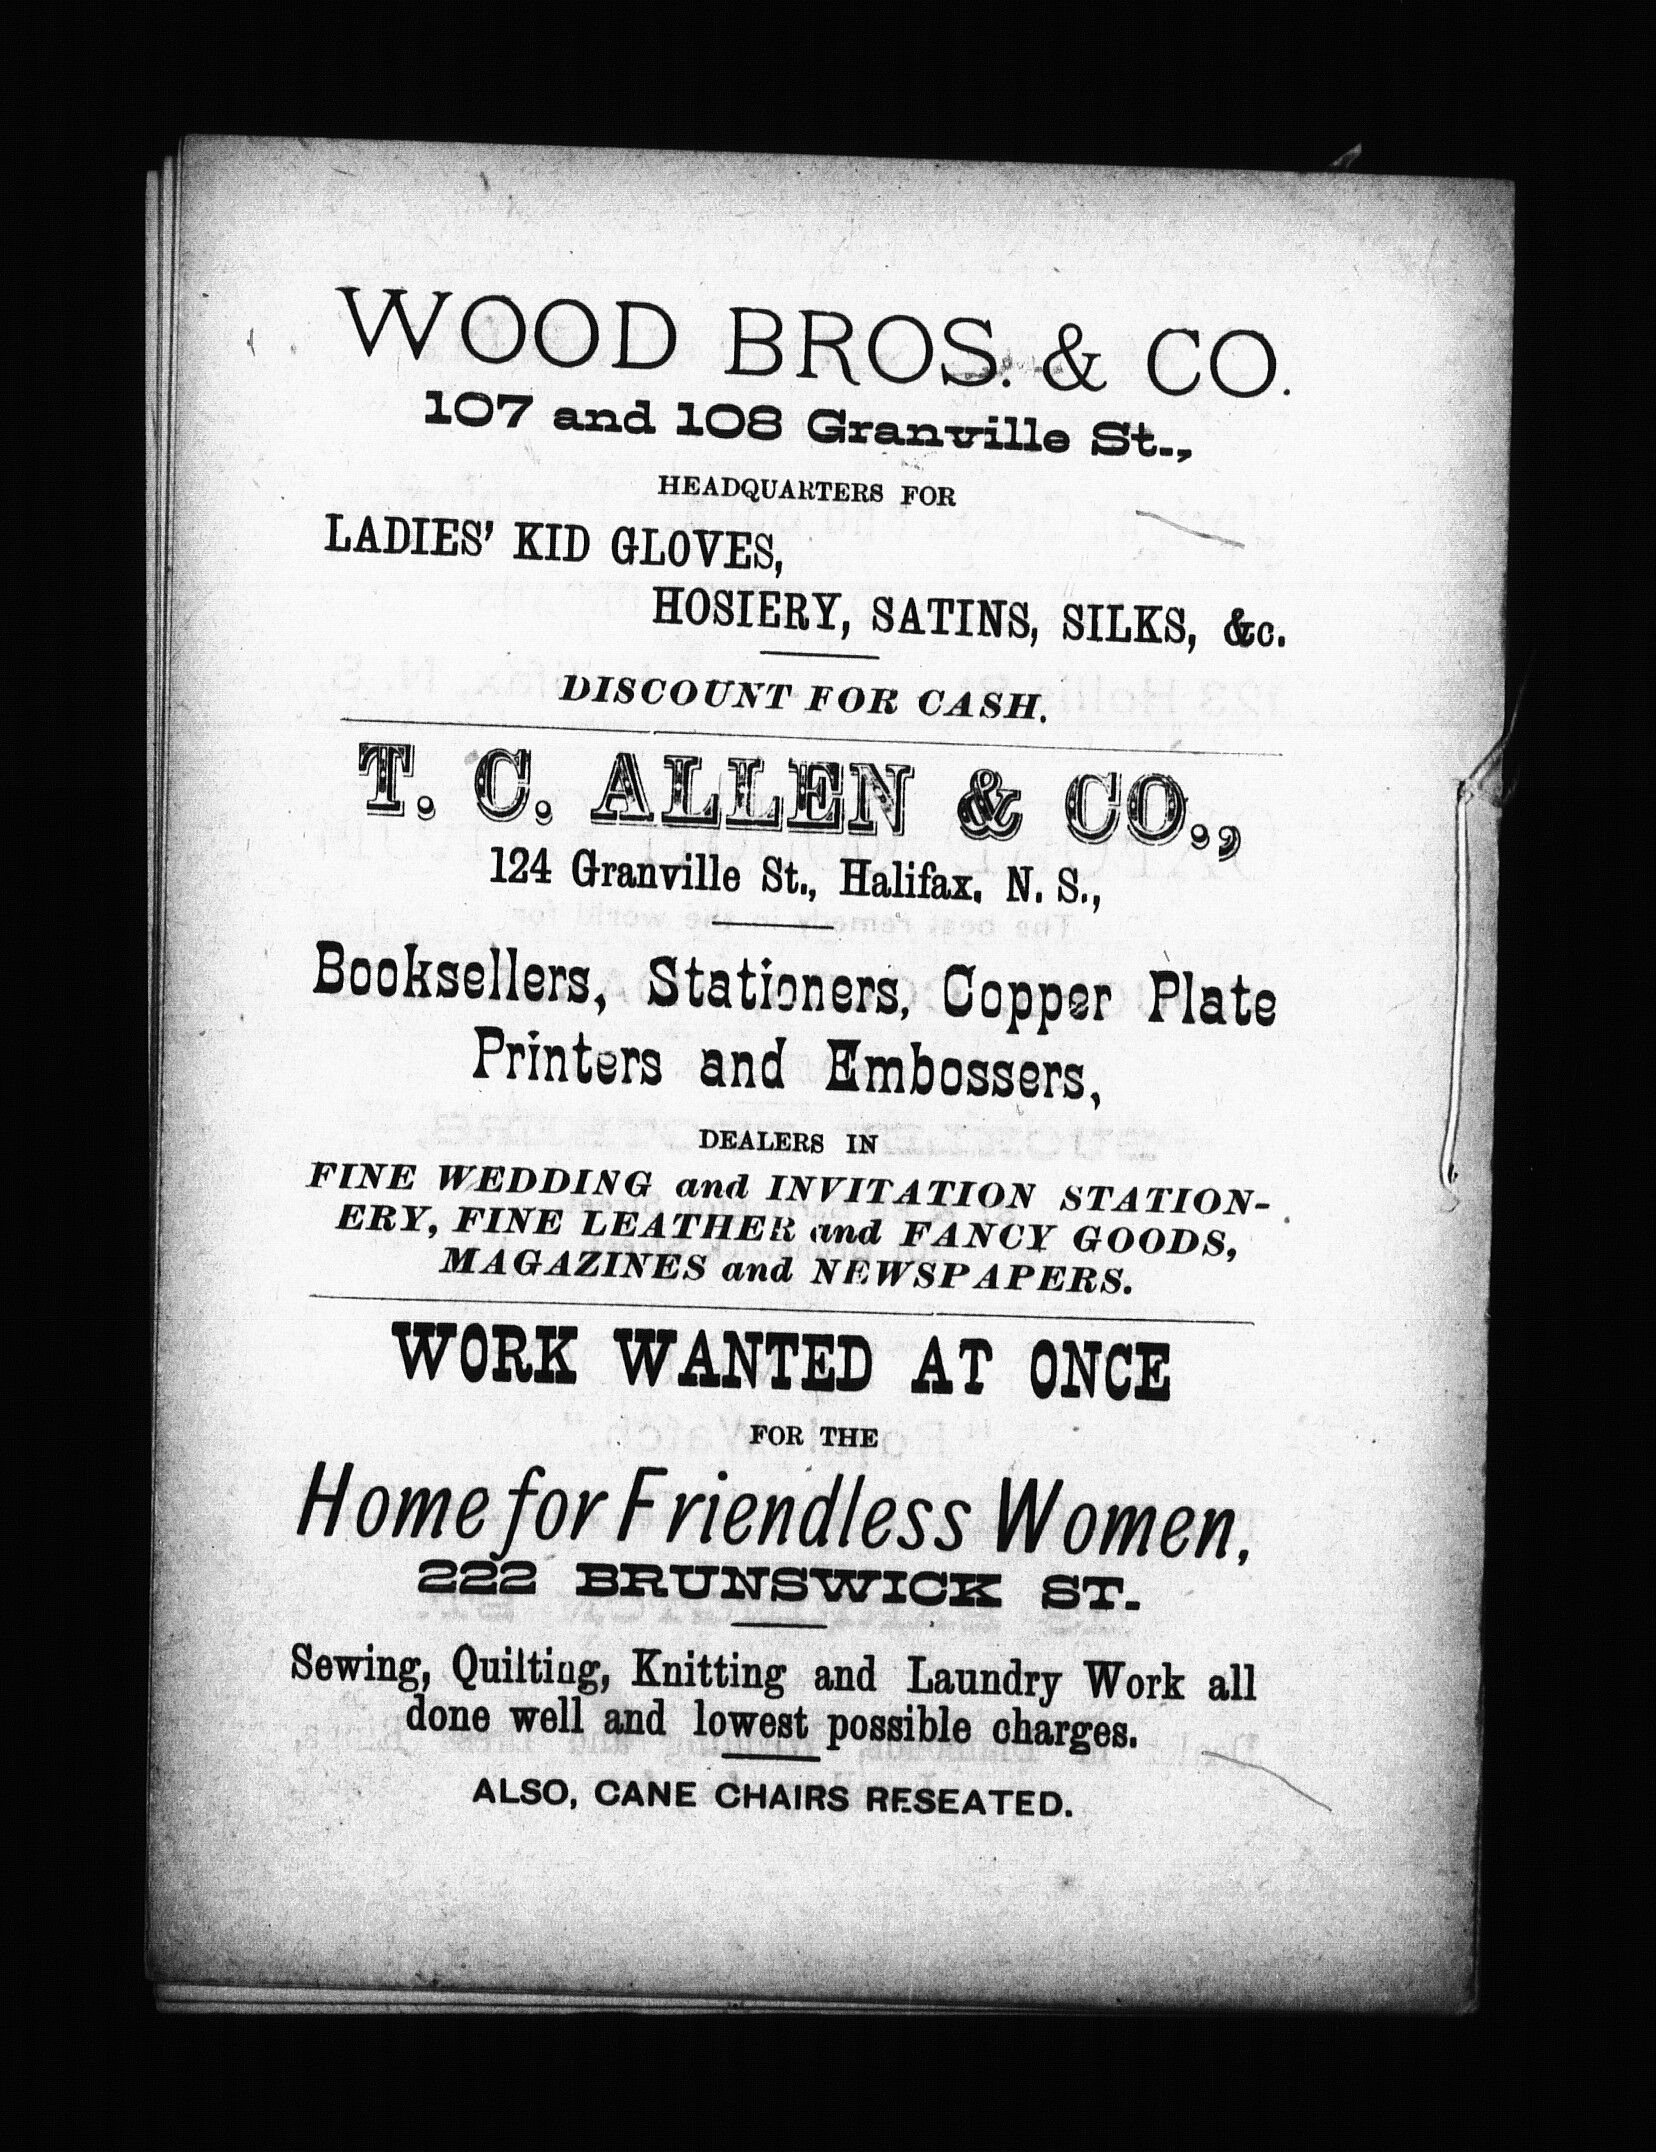 WOOD BROS. & CO.
107 and 108 Granville St.,
HEADQUARTERS FOR
LADIES' KID GLOVES,
HOSIERY, SATINS, SILKS, &c.
DISCOUNT FOR CASH.
T. C. ALLEN & CO.,
124 Granville St., Halifax, N. S.,
Booksellers, Stationers, Copper Plate
Printers and Embossers,
DEALERS IN
FINE WEDDING and INVITATION STATION-
ERY, FINE LEATHER and FANCY GOODS,
MAGAZINES and NEWSPAPERS.
WORK WANTED AT ONCE
FOR THE
Home for Friendless Women,
222 BRUNSWICK ST.
Sewing, Quilting, Knitting and Laundry Work all
done well and lowest possible charges.
ALSO, CANE CHAIRS RESEATED.